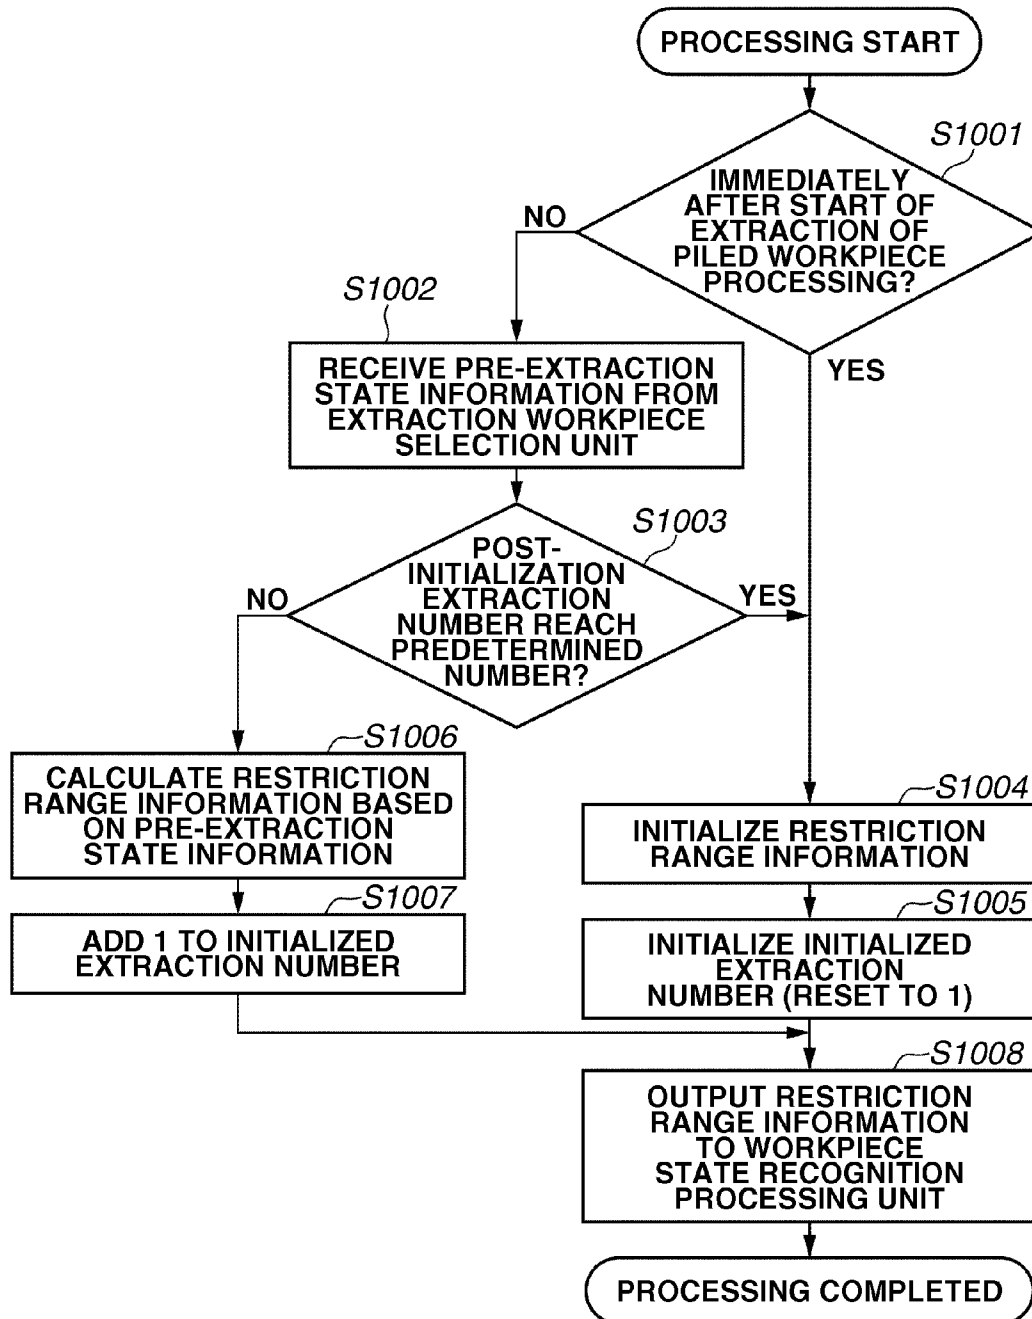 PROCESSING START
S1001
IMMEDIATELY
AFTER START OF
EXTRACTION OF
PILED WORKPIECE
PROCESSING?
NO
YES
S1002
RECEIVE PRE-EXTRACTION
STATE INFORMATION FROM
EXTRACTION WORKPIECE
SELECTION UNIT
S1003
POST-
INITIALIZATION
EXTRACTION
NUMBER REACH
PREDETERMINED
NUMBER?
NO
YES
S1006
CALCULATE RESTRICTION
RANGE INFORMATION BASED
ON PRE-EXTRACTION
STATE INFORMATION
S1007
ADD 1 TO INITIALIZED
EXTRACTION NUMBER
S1004
INITIALIZE RESTRICTION
RANGE INFORMATION
S1005
INITIALIZE INITIALIZED
EXTRACTION
NUMBER (RESET TO 1)
S1008
OUTPUT RESTRICTION
RANGE INFORMATION
TO WORKPIECE
STATE RECOGNITION
PROCESSING UNIT
PROCESSING COMPLETED